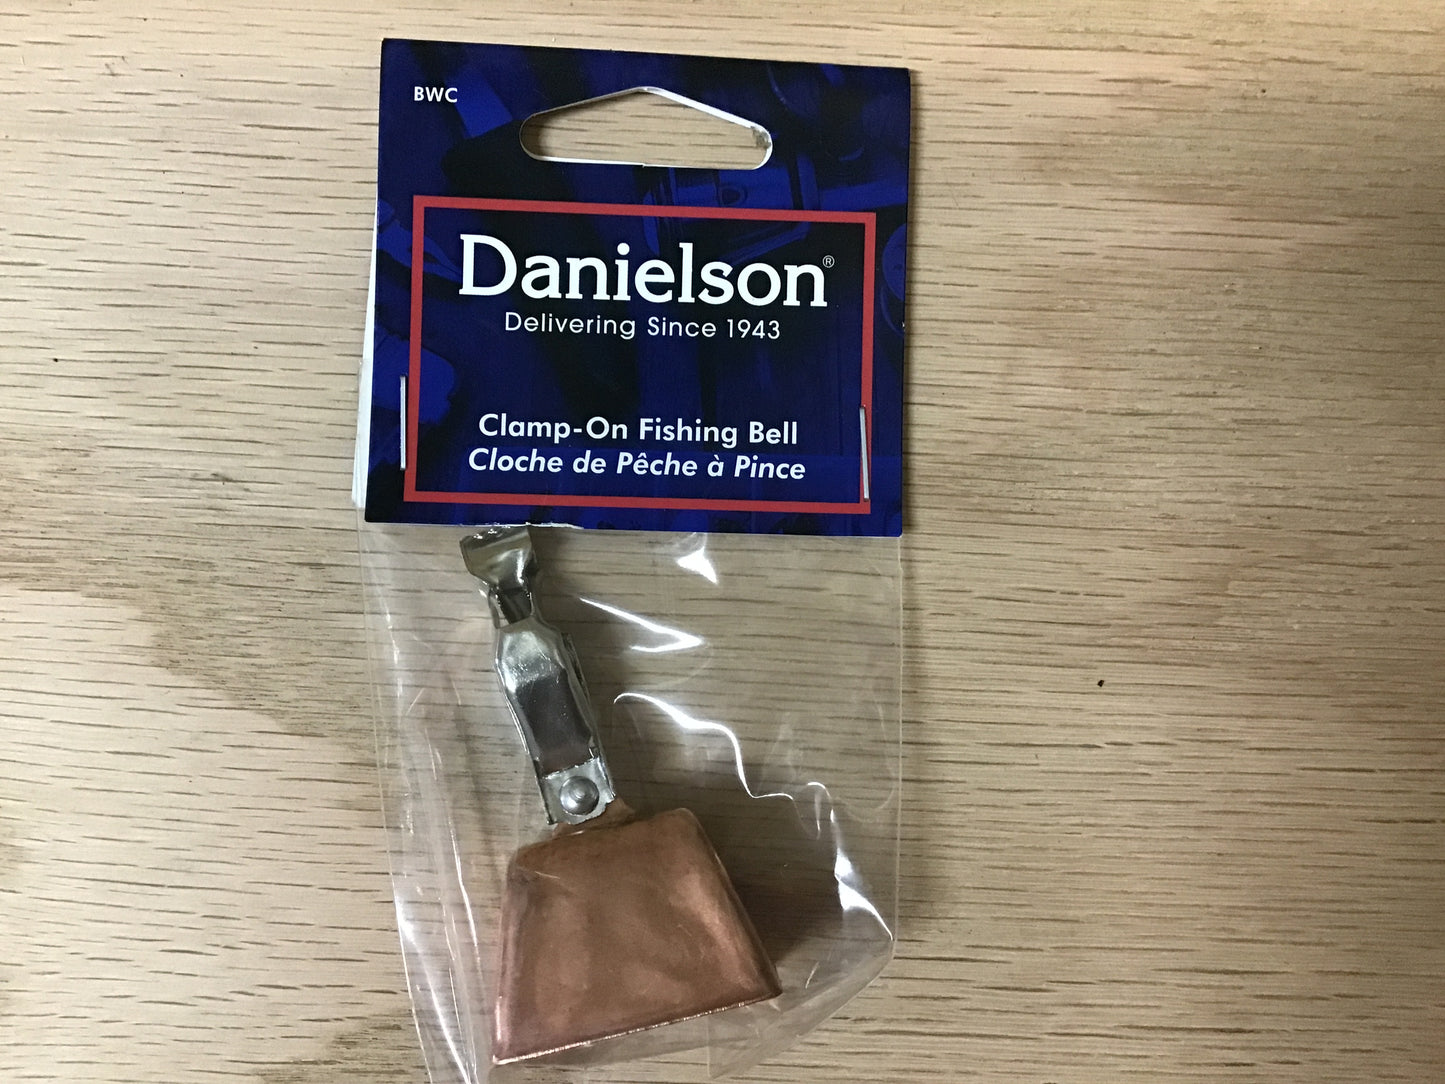 BWC
Danielson®
Delivering Since 1943
Clamp-On Fishing Bell
Cloche de Pêche à Pince